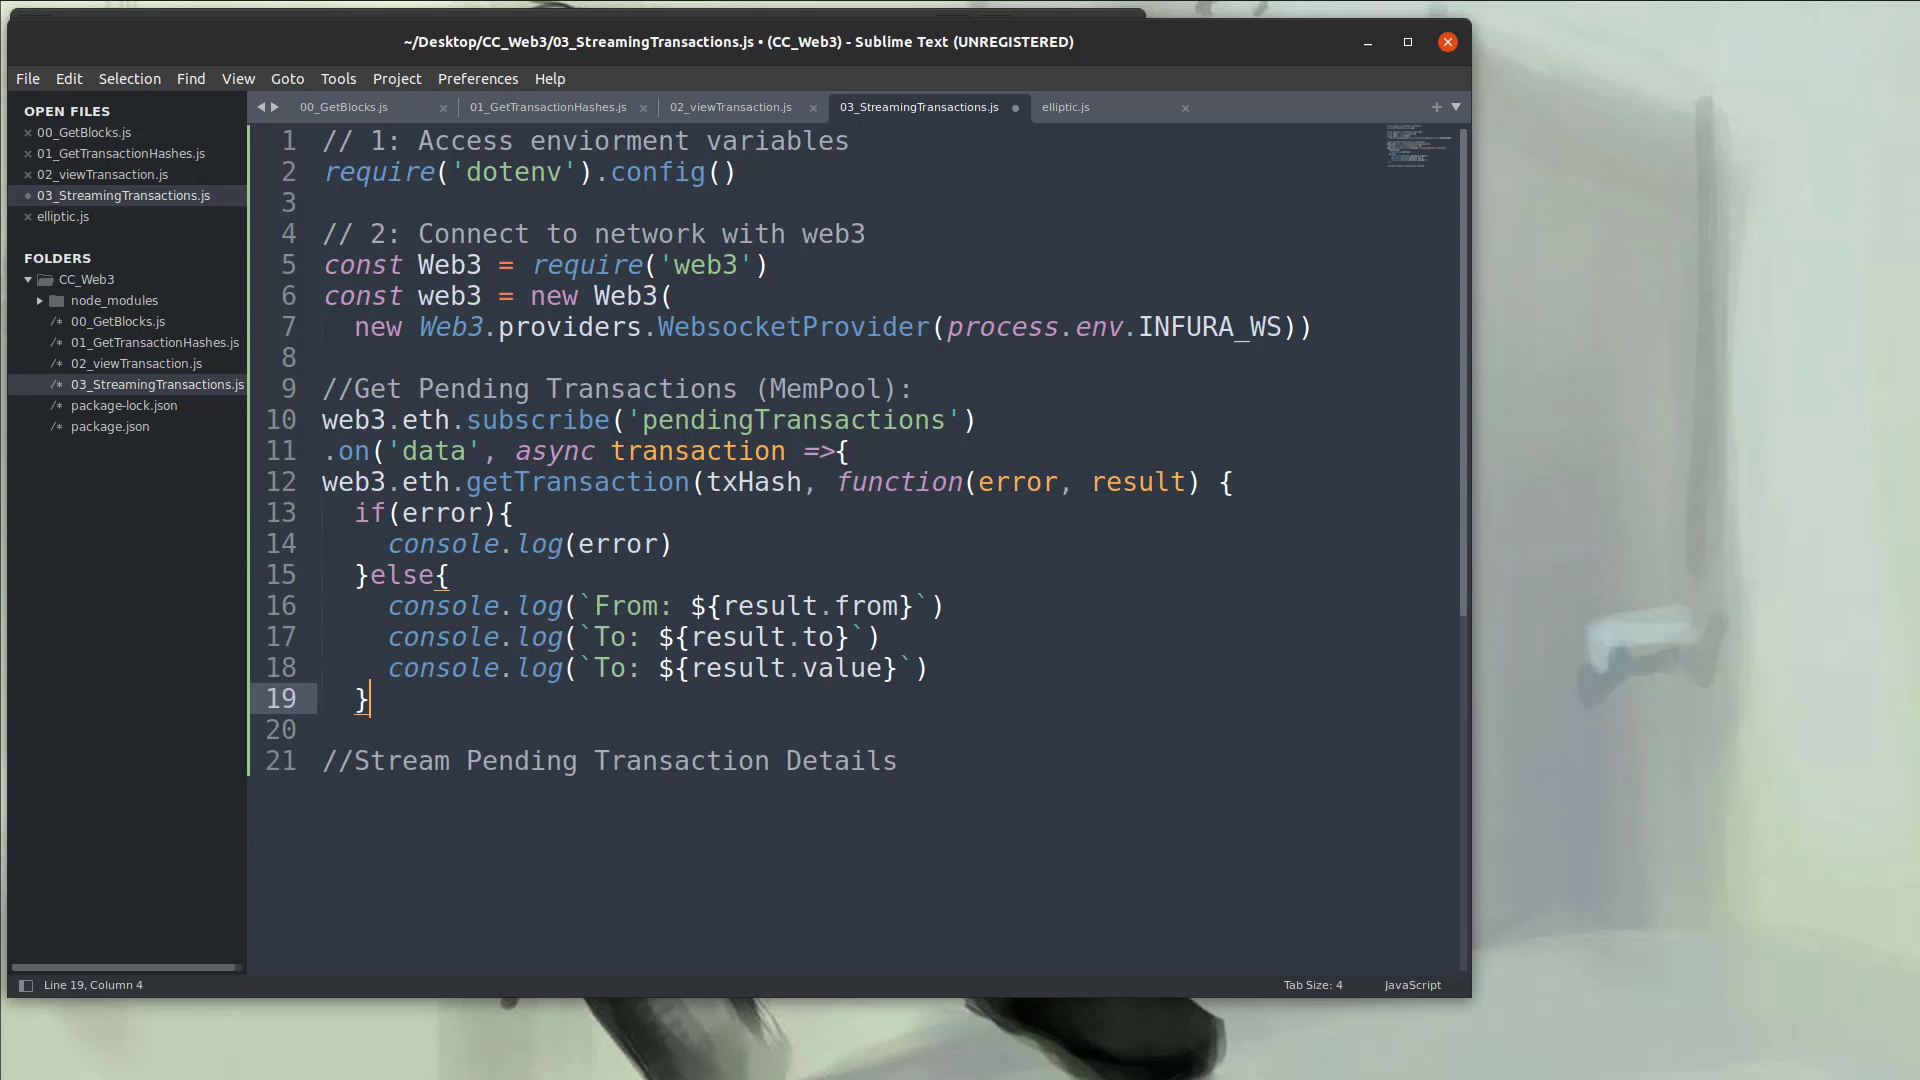 ~/Desktop/CC_Web3/03_StreamingTransactions.js • (CC_Web3) - Sublime Text (UNREGISTERED)
File Edit Selection Find View Goto Tools Project Preferences Help
OPEN FILES
00_GetBlocks.js
01_GetTransactionHashes.js
02_viewTransaction.js
03_StreamingTransactions.js
elliptic.js
FOLDERS
CC_Web3
node_modules
/* 00_GetBlocks.js
/* 01_GetTransactionHashes.js
/* 02_viewTransaction.js
/* 03_StreamingTransactions.js
/* package-lock.json
/* package.json
00_GetBlocks.js 01_GetTransactionHashes.js 02_viewTransaction.js 03_StreamingTransactions.js elliptic.js
1 // 1: Access enviorment variables
2 require('dotenv').config()
3
4 // 2: Connect to network with web3
5 const Web3 = require('web3')
6 const web3 = new Web3(
7 new Web3.providers.WebsocketProvider(process.env.INFURA_WS))
8
9 //Get Pending Transactions (MemPool):
10 web3.eth.subscribe('pendingTransactions')
11 .on('data', async transaction =>{
12 web3.eth.getTransaction(txHash, function(error, result) {
13 if(error){
14 console.log(error)
15 }else{
16 console.log(`From: ${result.from}`)
17 console.log(`To: ${result.to}`)
18 console.log(`To: ${result.value}`)
19 }
20
21 //Stream Pending Transaction Details
Line 19, Column 4
Tab Size: 4
JavaScript